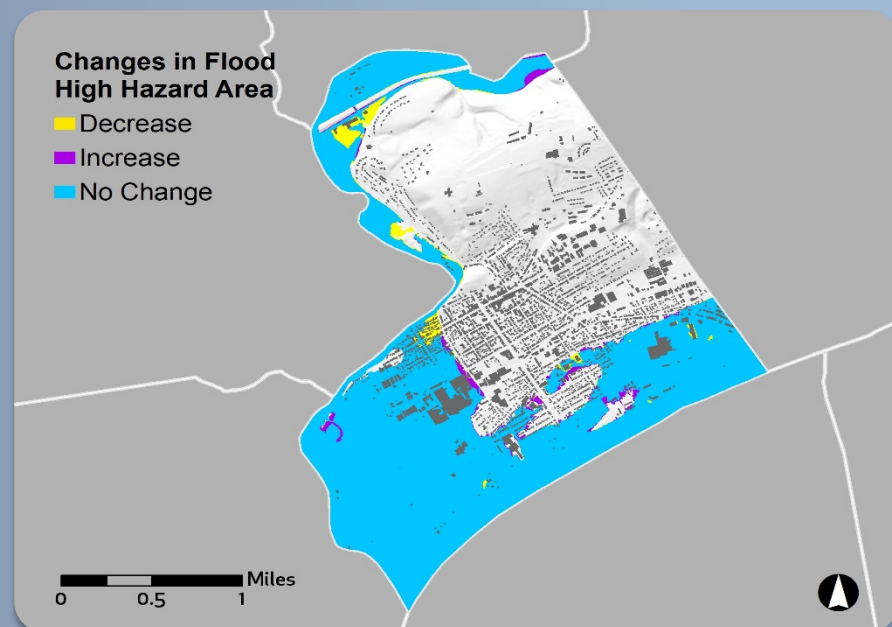 Changes in Flood
High Hazard Area
Decrease
Increase
No Change
Miles
0 0.5 1